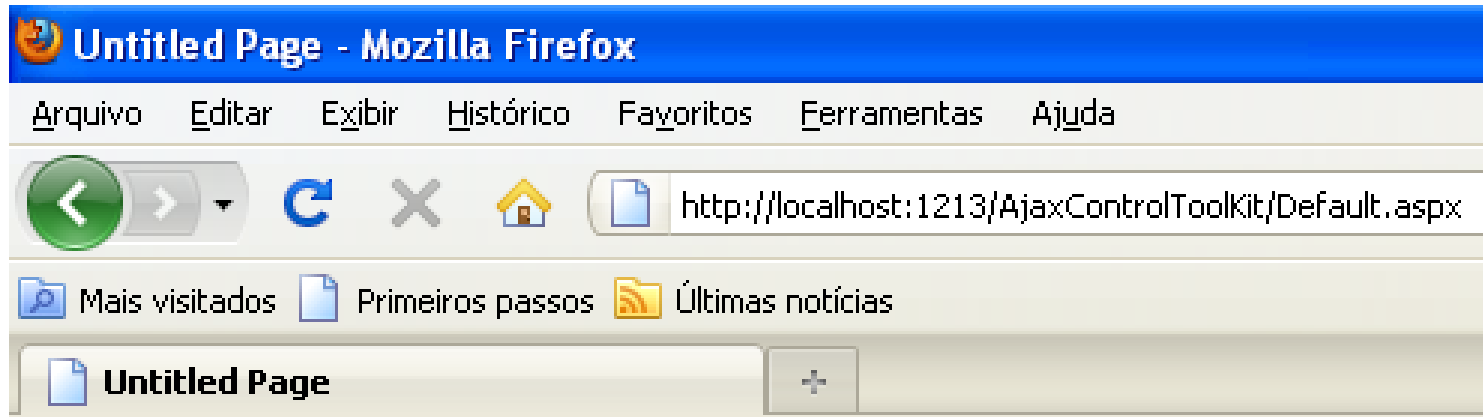 Untitled Page - Mozilla Firefox
Arquivo Editar Exibir Histórico Favoritos Ferramentas Ajuda
http://localhost:1213/AjaxControlToolKit/Default.aspx
Mais visitados Primeiros passos Últimas notícias
Untitled Page